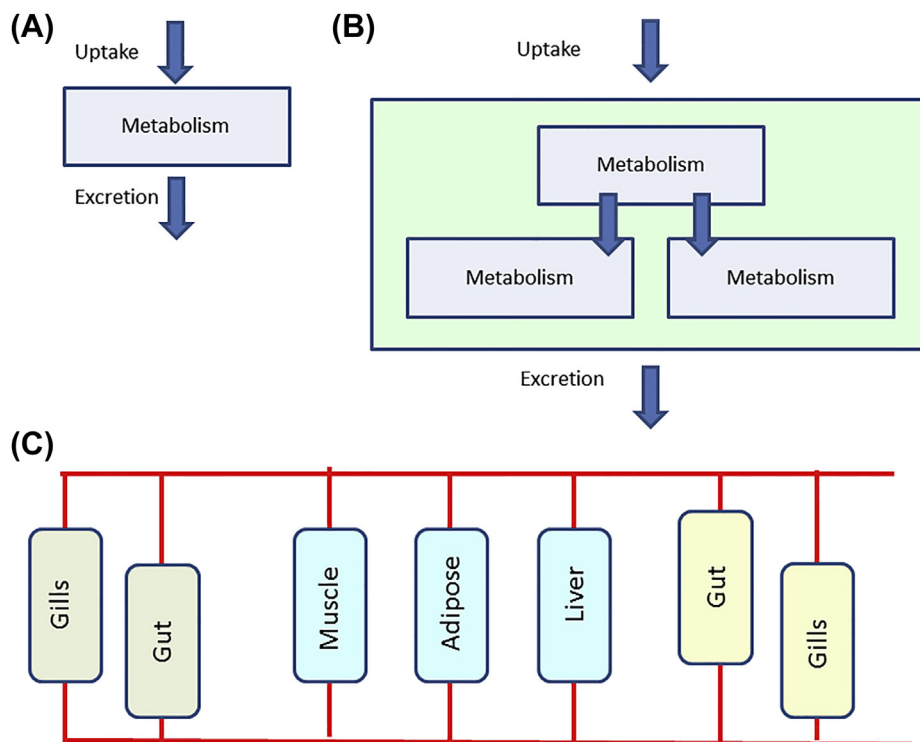 (A)
Uptake
Metabolism
Excretion
(B)
Uptake
Metabolism
Metabolism
Metabolism
Excretion
(C)
Gills
Gut
Muscle
Adipose
Liver
Gut
Gills